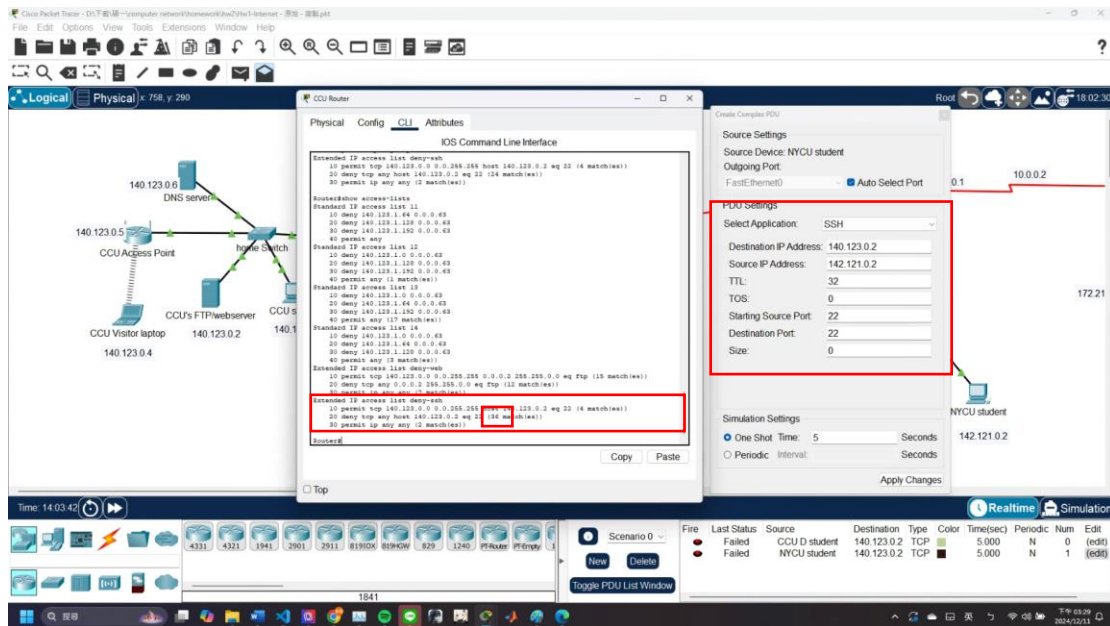 Cisco Packet Tracer - D:\下載\碩一\computer network\homework\hw2\Hw1-Internet - 原始 - 複製.pkt
File Edit Options View Tools Extensions Window Help
Logical Physical x: 758, y: 290
Root 18:02:30
CCU Router
Physical Config CLI Attributes
IOS Command Line Interface
Extended IP access list deny-ssh
10 permit tcp 140.123.0.0 0.0.255.255 host 140.123.0.2 eq 22 (4 match(es))
20 deny tcp any host 140.123.0.2 eq 22 (24 match(es))
30 permit ip any any (2 match(es))
Router#show access-lists
Standard IP access list 11
10 deny 140.123.1.64 0.0.0.63
20 deny 140.123.1.128 0.0.0.63
30 deny 140.123.1.192 0.0.0.63
40 permit any
Standard IP access list 12
10 deny 140.123.1.0 0.0.0.63
20 deny 140.123.1.128 0.0.0.63
30 deny 140.123.1.192 0.0.0.63
40 permit any (1 match(es))
Standard IP access list 13
10 deny 140.123.1.0 0.0.0.63
20 deny 140.123.1.64 0.0.0.63
30 deny 140.123.1.192 0.0.0.63
40 permit any (17 match(es))
Standard IP access list 14
10 deny 140.123.1.0 0.0.0.63
20 deny 140.123.1.64 0.0.0.63
30 deny 140.123.1.128 0.0.0.63
40 permit any (3 match(es))
Extended IP access list deny-web
10 permit tcp 140.123.0.0 0.0.255.255 0.0.0.2 255.255.0.0 eq ftp (15 match(es))
20 deny tcp any 0.0.0.2 255.255.0.0 eq ftp (12 match(es))
30 permit ip any any
Extended IP access list deny-ssh
10 permit tcp 140.123.0.0 0.0.255.255 host 140.123.0.2 eq 22 (4 match(es))
20 deny tcp any host 140.123.0.2 eq 22 (36 match(es))
30 permit ip any any (2 match(es))
Router#
Copy Paste
Top
Create Complex PDU
Source Settings
Source Device: NYCU student
Outgoing Port:
FastEthernet0 Auto Select Port
PDU Settings
Select Application: SSH
Destination IP Address: 140.123.0.2
Source IP Address: 142.121.0.2
TTL: 32
TOS: 0
Starting Source Port: 22
Destination Port: 22
Size: 0
Simulation Settings
One Shot Time: 5 Seconds
Periodic Interval: Seconds
Apply Changes
140.123.0.6
DNS server
140.123.0.5
CCU Access Point
home Switch
CCU's FTP/webserver
CCU s
140.123.0.2
140.1
CCU Visitor laptop
140.123.0.4
0.1
10.0.0.2
172.21
NYCU student
142.121.0.2
Time: 14:03:42
Realtime Simulation
4331 4321 1941 2901 2911 819IOX 819HGW 829 1240 PT-Router PT-Empty
1841
Scenario 0
New Delete
Toggle PDU List Window
Fire Last Status Source Destination Type Color Time(sec) Periodic Num Edit
Failed CCU D student 140.123.0.2 TCP 5.000 N 0 (edit)
Failed NYCU student 140.123.0.2 TCP 5.000 N 1 (edit)
搜尋
英
下午 03:29
2024/12/11